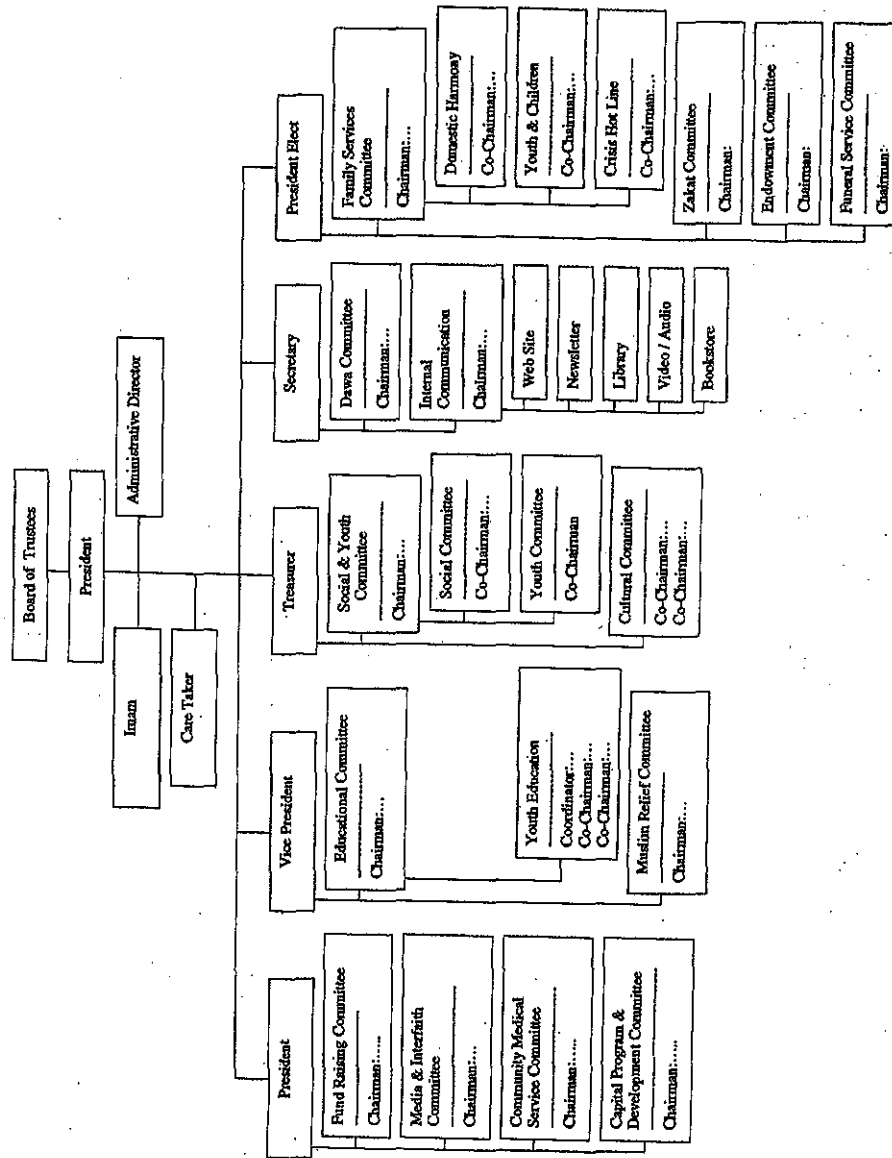 Board of Trustees
President
Imam
Administrative Director
Care Taker
President
Fund Raising Committee
Chairman:.....
Media & Interfaith
Committee
Chairman:....
Community Medical
Service Committee
Chairman:.....
Capital Program &
Development Committee
Chairman:.....
Vice President
Educational Committee
Chairman:...
Youth Education
Coordinator:...
Co-Chairman:...
Co-Chairman:...
Muslim Relief Committee
Chairman:...
Treasurer
Social & Youth
Committee
Chairman:...
Social Committee
Co-Chairman:...
Youth Committee
Co-Chairman
Cultural Committee
Co-Chairman:...
Co-Chairman:...
Secretary
Dawa Committee
Chairman:...
Internal
Communication
Chairman:...
Web Site
Newsletter
Library
Video / Audio
Bookstore
President Elect
Family Services
Committee
Chairman:...
Domestic Harmony
Co-Chairman:...
Youth & Children
Co-Chairman:...
Crisis Hot Line
Co-Chairman:...
Zakat Committee
Chairman:
Endowment Committee
Chairman:
Funeral Service Committee
Chairman: